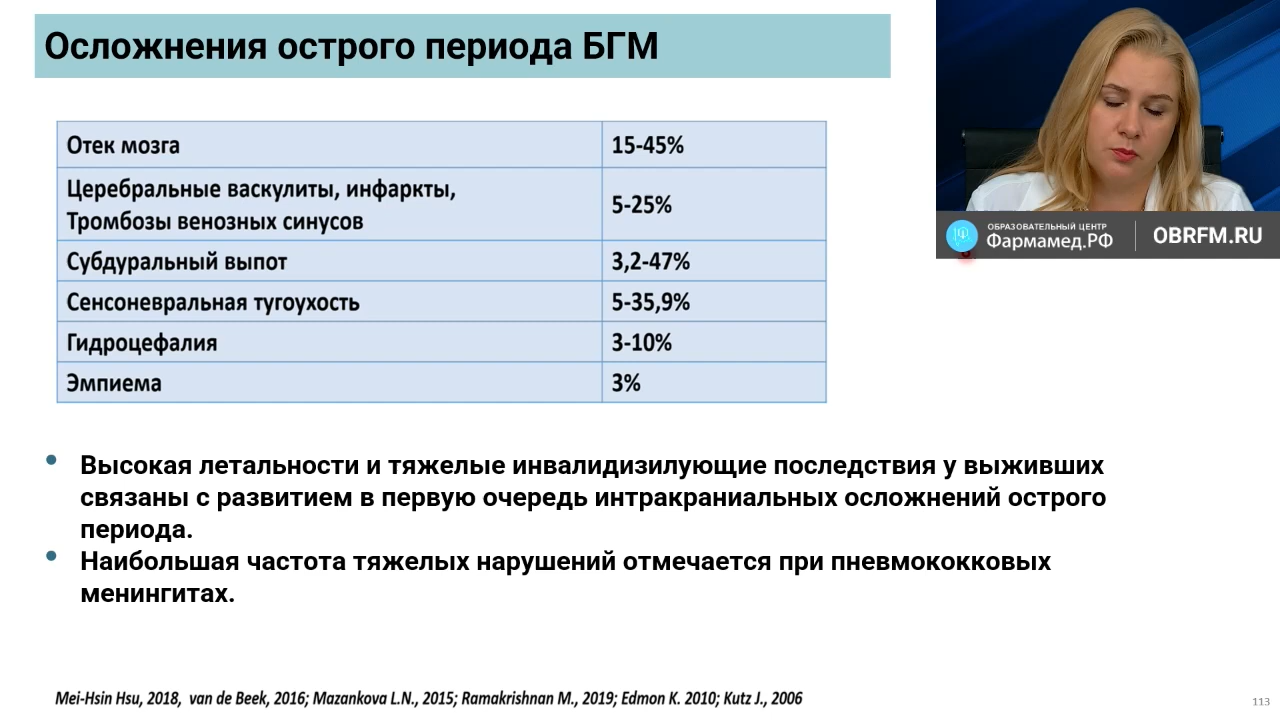 Осложнения острого периода БГМ
ОБРАЗОВАТЕЛЬНЫЙ ЦЕНТР
Фармамед.РФ
OBRFM.RU
Отек мозга 15-45%
Церебральные васкулиты, инфаркты,
Тромбозы венозных синусов 5-25%
Субдуральный выпот 3,2-47%
Сенсоневральная тугоухость 5-35,9%
Гидроцефалия 3-10%
Эмпиема 3%
• Высокая летальности и тяжелые инвалидизилующие последствия у выживших
связаны с развитием в первую очередь интракраниальных осложнений острого
периода.
• Наибольшая частота тяжелых нарушений отмечается при пневмококковых
менингитах.
Mei-Hsin Hsu, 2018, van de Beek, 2016; Mazankova L.N., 2015; Ramakrishnan M., 2019; Edmon K. 2010; Kutz J., 2006
113